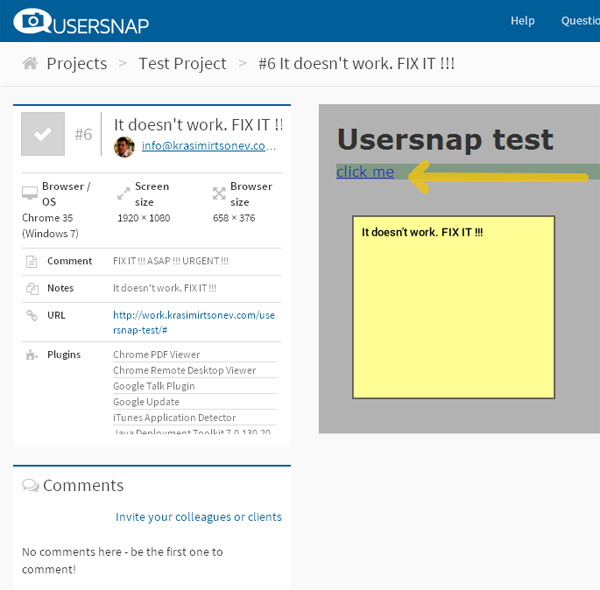 USERSNAP
Help Questio
Projects > Test Project > #6 It doesn't work. FIX IT !!!
#6
It doesn't work. FIX IT !!
info@krasimirtsonev.co...
Browser / OS
Chrome 35 (Windows 7)
Screen size
1920 × 1080
Browser size
658 × 376
Comment FIX IT !!! ASAP !!! URGENT !!!
Notes It doesn't work. FIX IT !!!
URL http://work.krasimirtsonev.com/use
rsnap-test/#
Plugins Chrome PDF Viewer
Chrome Remote Desktop Viewer
Google Talk Plugin
Google Update
iTunes Application Detector
Java Deployment Toolkit 7.0.130.20
Comments
Invite your colleagues or clients
No comments here - be the first one to
comment!
Usersnap test
click me
It doesn't work. FIX IT !!!